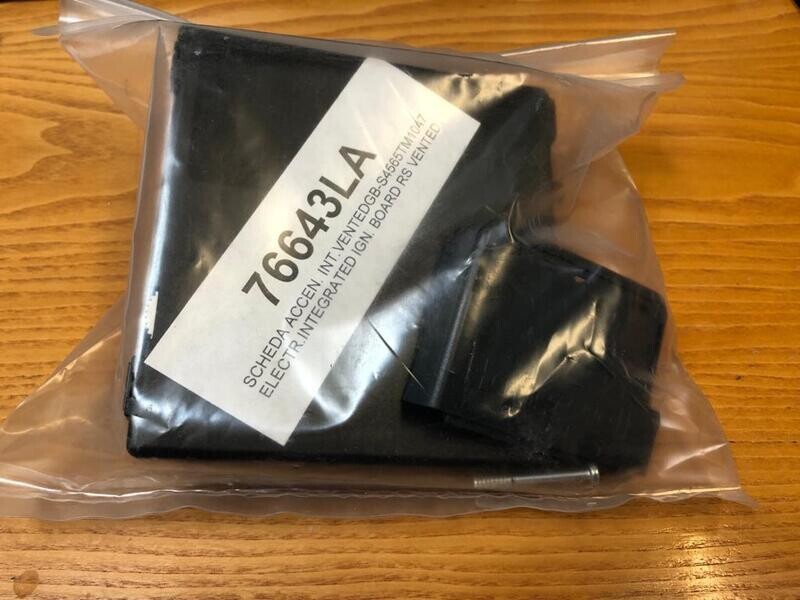 76643LA
SCHEDA ACCEN. INT.VENTEDGB-S4565TM1047
ELECTR.INTEGRATED IGN. BOARD RS VENTED